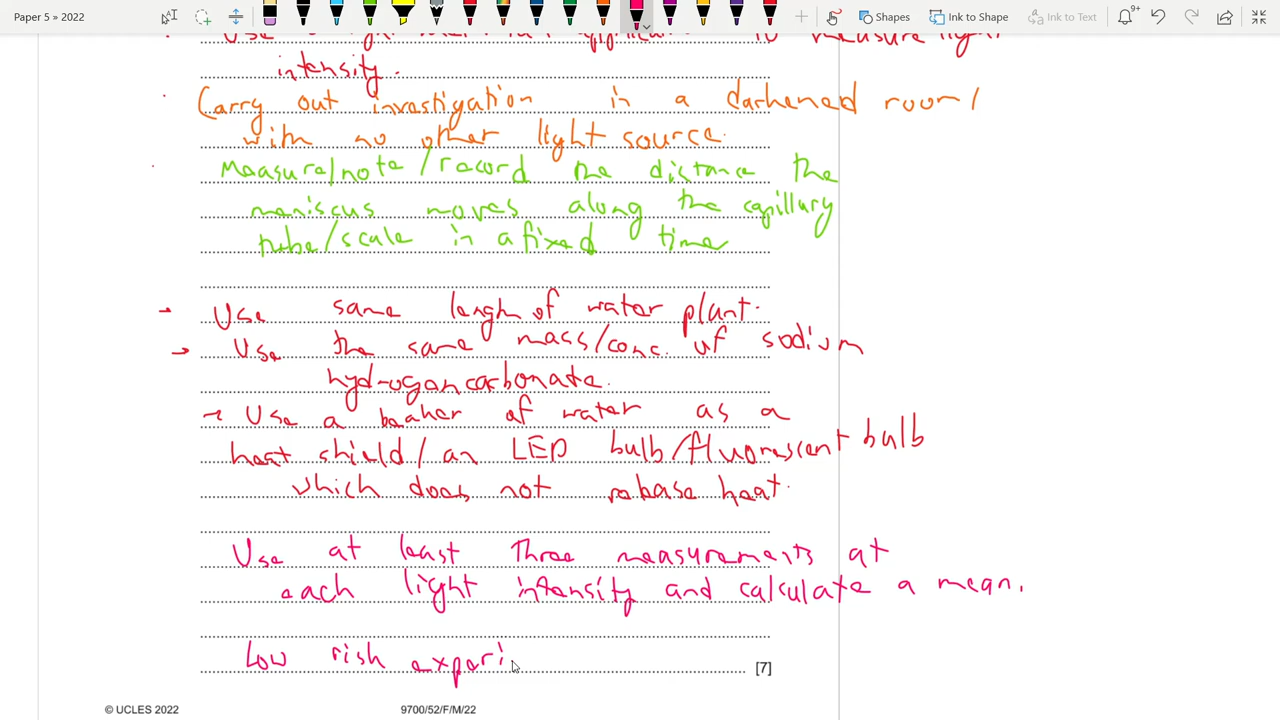 Paper 5 » 2022
Shapes
Ink to Shape
Ink to Text
9+
to measure light
intensity.
Carry out investigation in a darkened room/
with no other light source.
Measure/note/record the distance the
meniscus moves along the capillary
tube/scale in a fixed time
→ Use same length of water plant.
→ Use the same mass/conc. of sodium
hydrogencarbonate.
→ Use a beaker of water as a
heat shield/an LED bulb/fluorescent bulb
which does not release heat.
Use at least three measurements at
each light intensity and calculate a mean.
Low risk experi
[7]
© UCLES 2022
9700/52/F/M/22